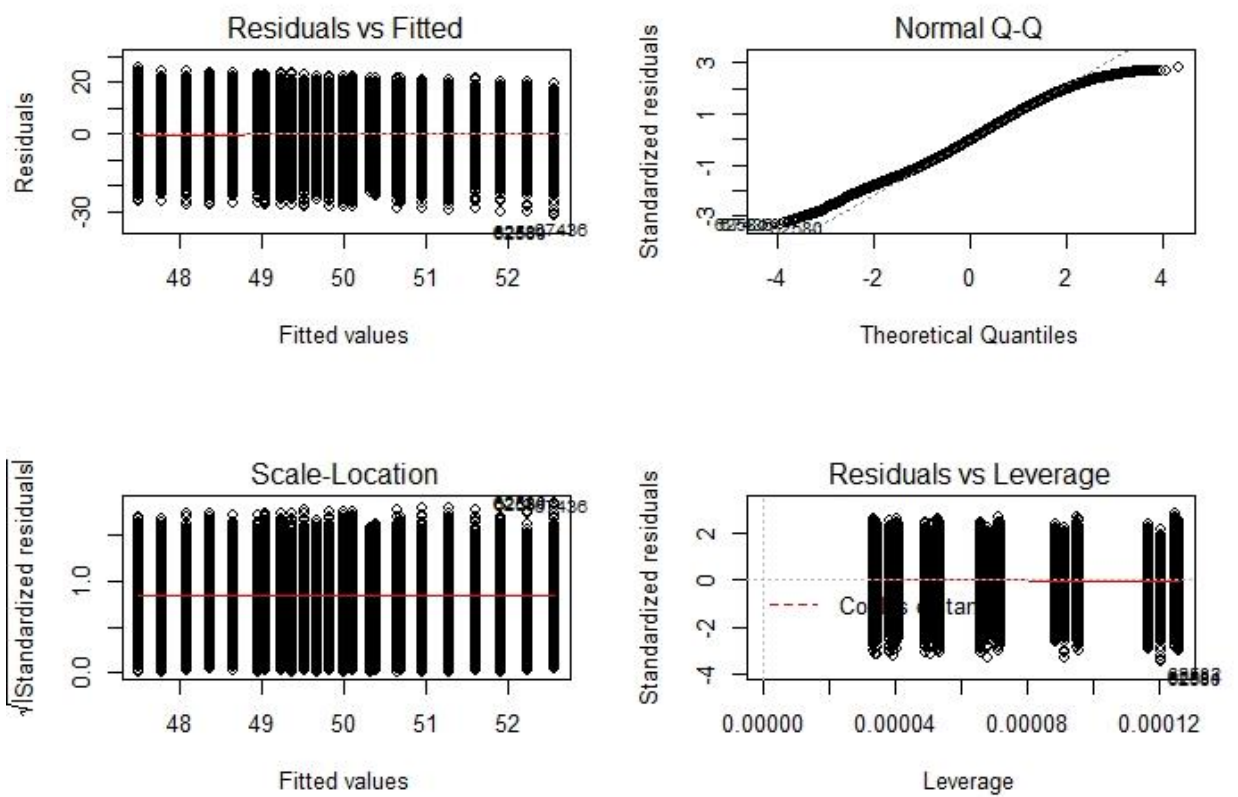 Residuals vs Fitted
Residuals
20
0
-30
48 49 50 51 52
Fitted values
Normal Q-Q
Standardized residuals
3
1
-1
-3
-4 -2 0 2 4
Theoretical Quantiles
Scale-Location
√|Standardized residuals|
1.0
0.0
48 49 50 51 52
Fitted values
Residuals vs Leverage
Standardized residuals
2
0
-2
-4
0.00000 0.00004 0.00008 0.00012
Leverage